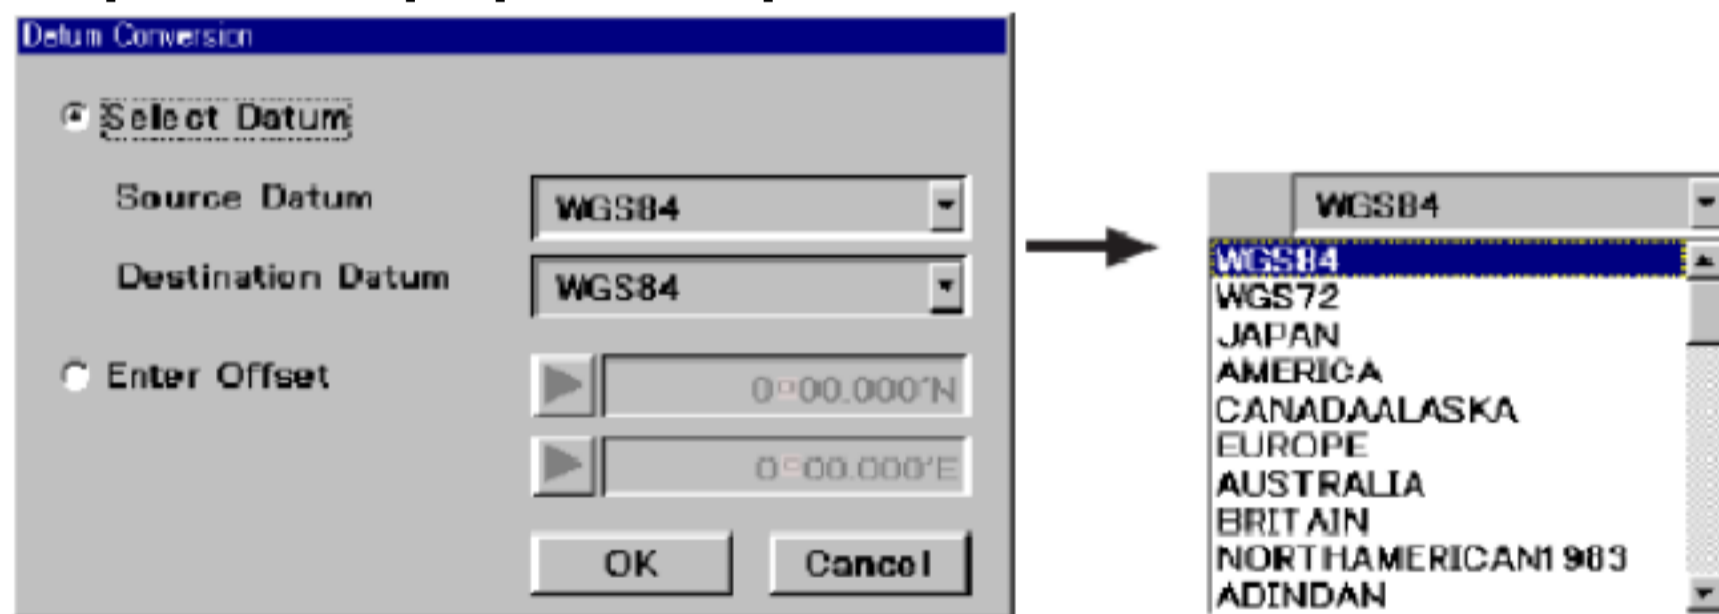 Datum Conversion
Select Datum
Source Datum WGS84
Destination Datum WGS84
Enter Offset 0°00.000'N
0°00.000'E
OK Cancel
WGS84
WGS84
WGS72
JAPAN
AMERICA
CANADAALASKA
EUROPE
AUSTRALIA
BRITAIN
NORTHAMERICAN1983
ADINDAN